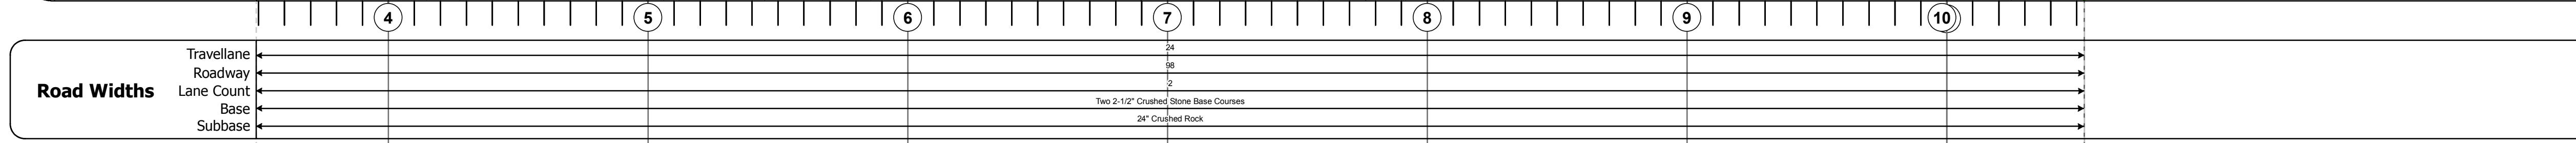 4 5 6 7 8 9 10
Travellane 24
Roadway 98
Road Widths
Lane Count 2
Base Two 2-1/2" Crushed Stone Base Courses
Subbase 24" Crushed Rock